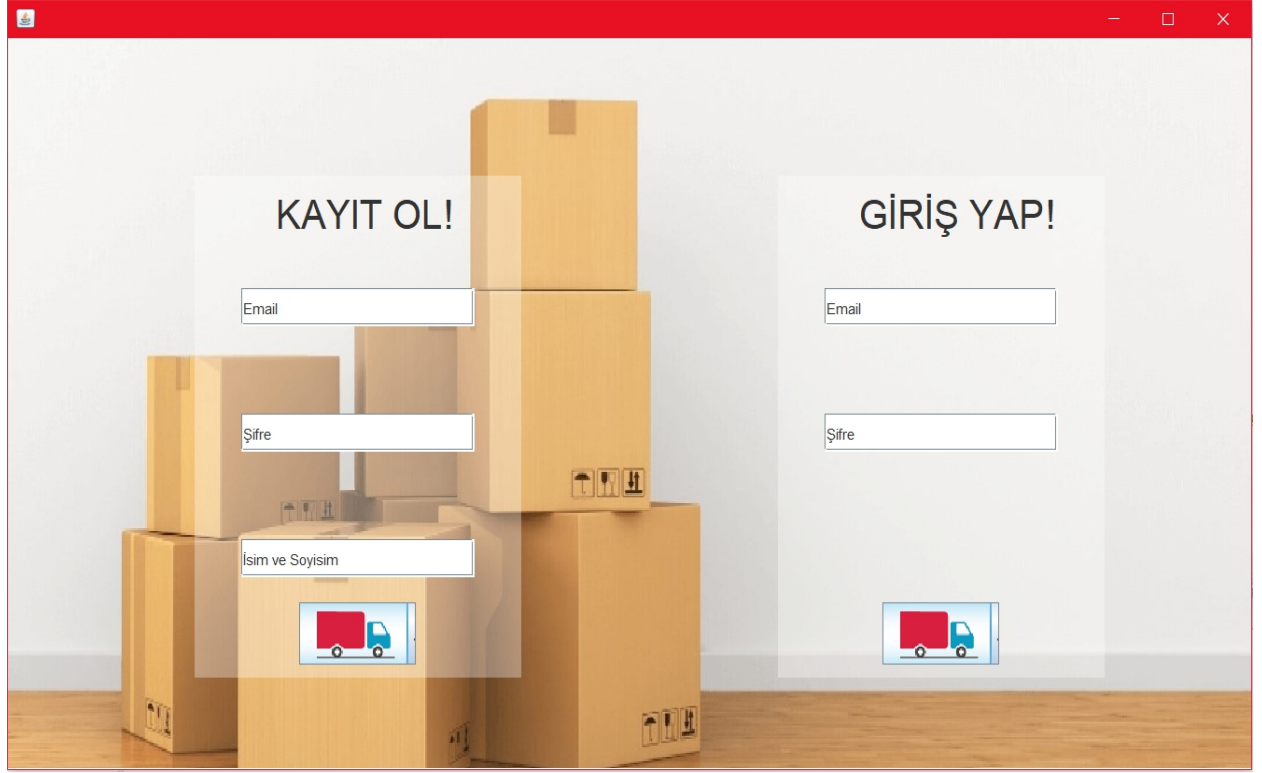 KAYIT OL!
Email
Şifre
İsim ve Soyisim
GİRİŞ YAP!
Email
Şifre